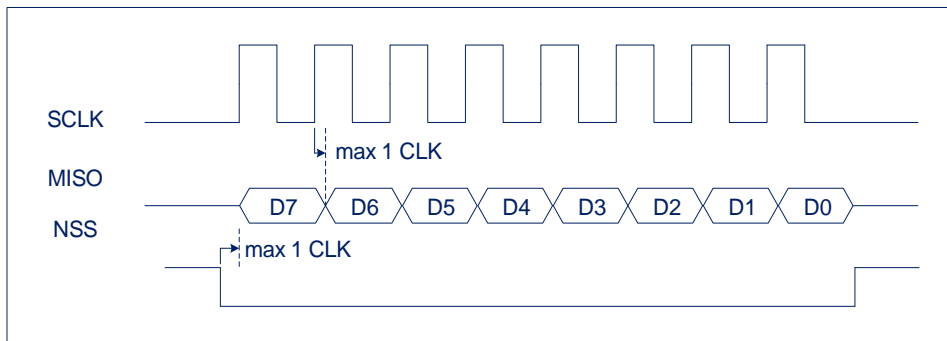 SCLK
max 1 CLK
MISO
D7 D6 D5 D4 D3 D2 D1 D0
NSS
max 1 CLK